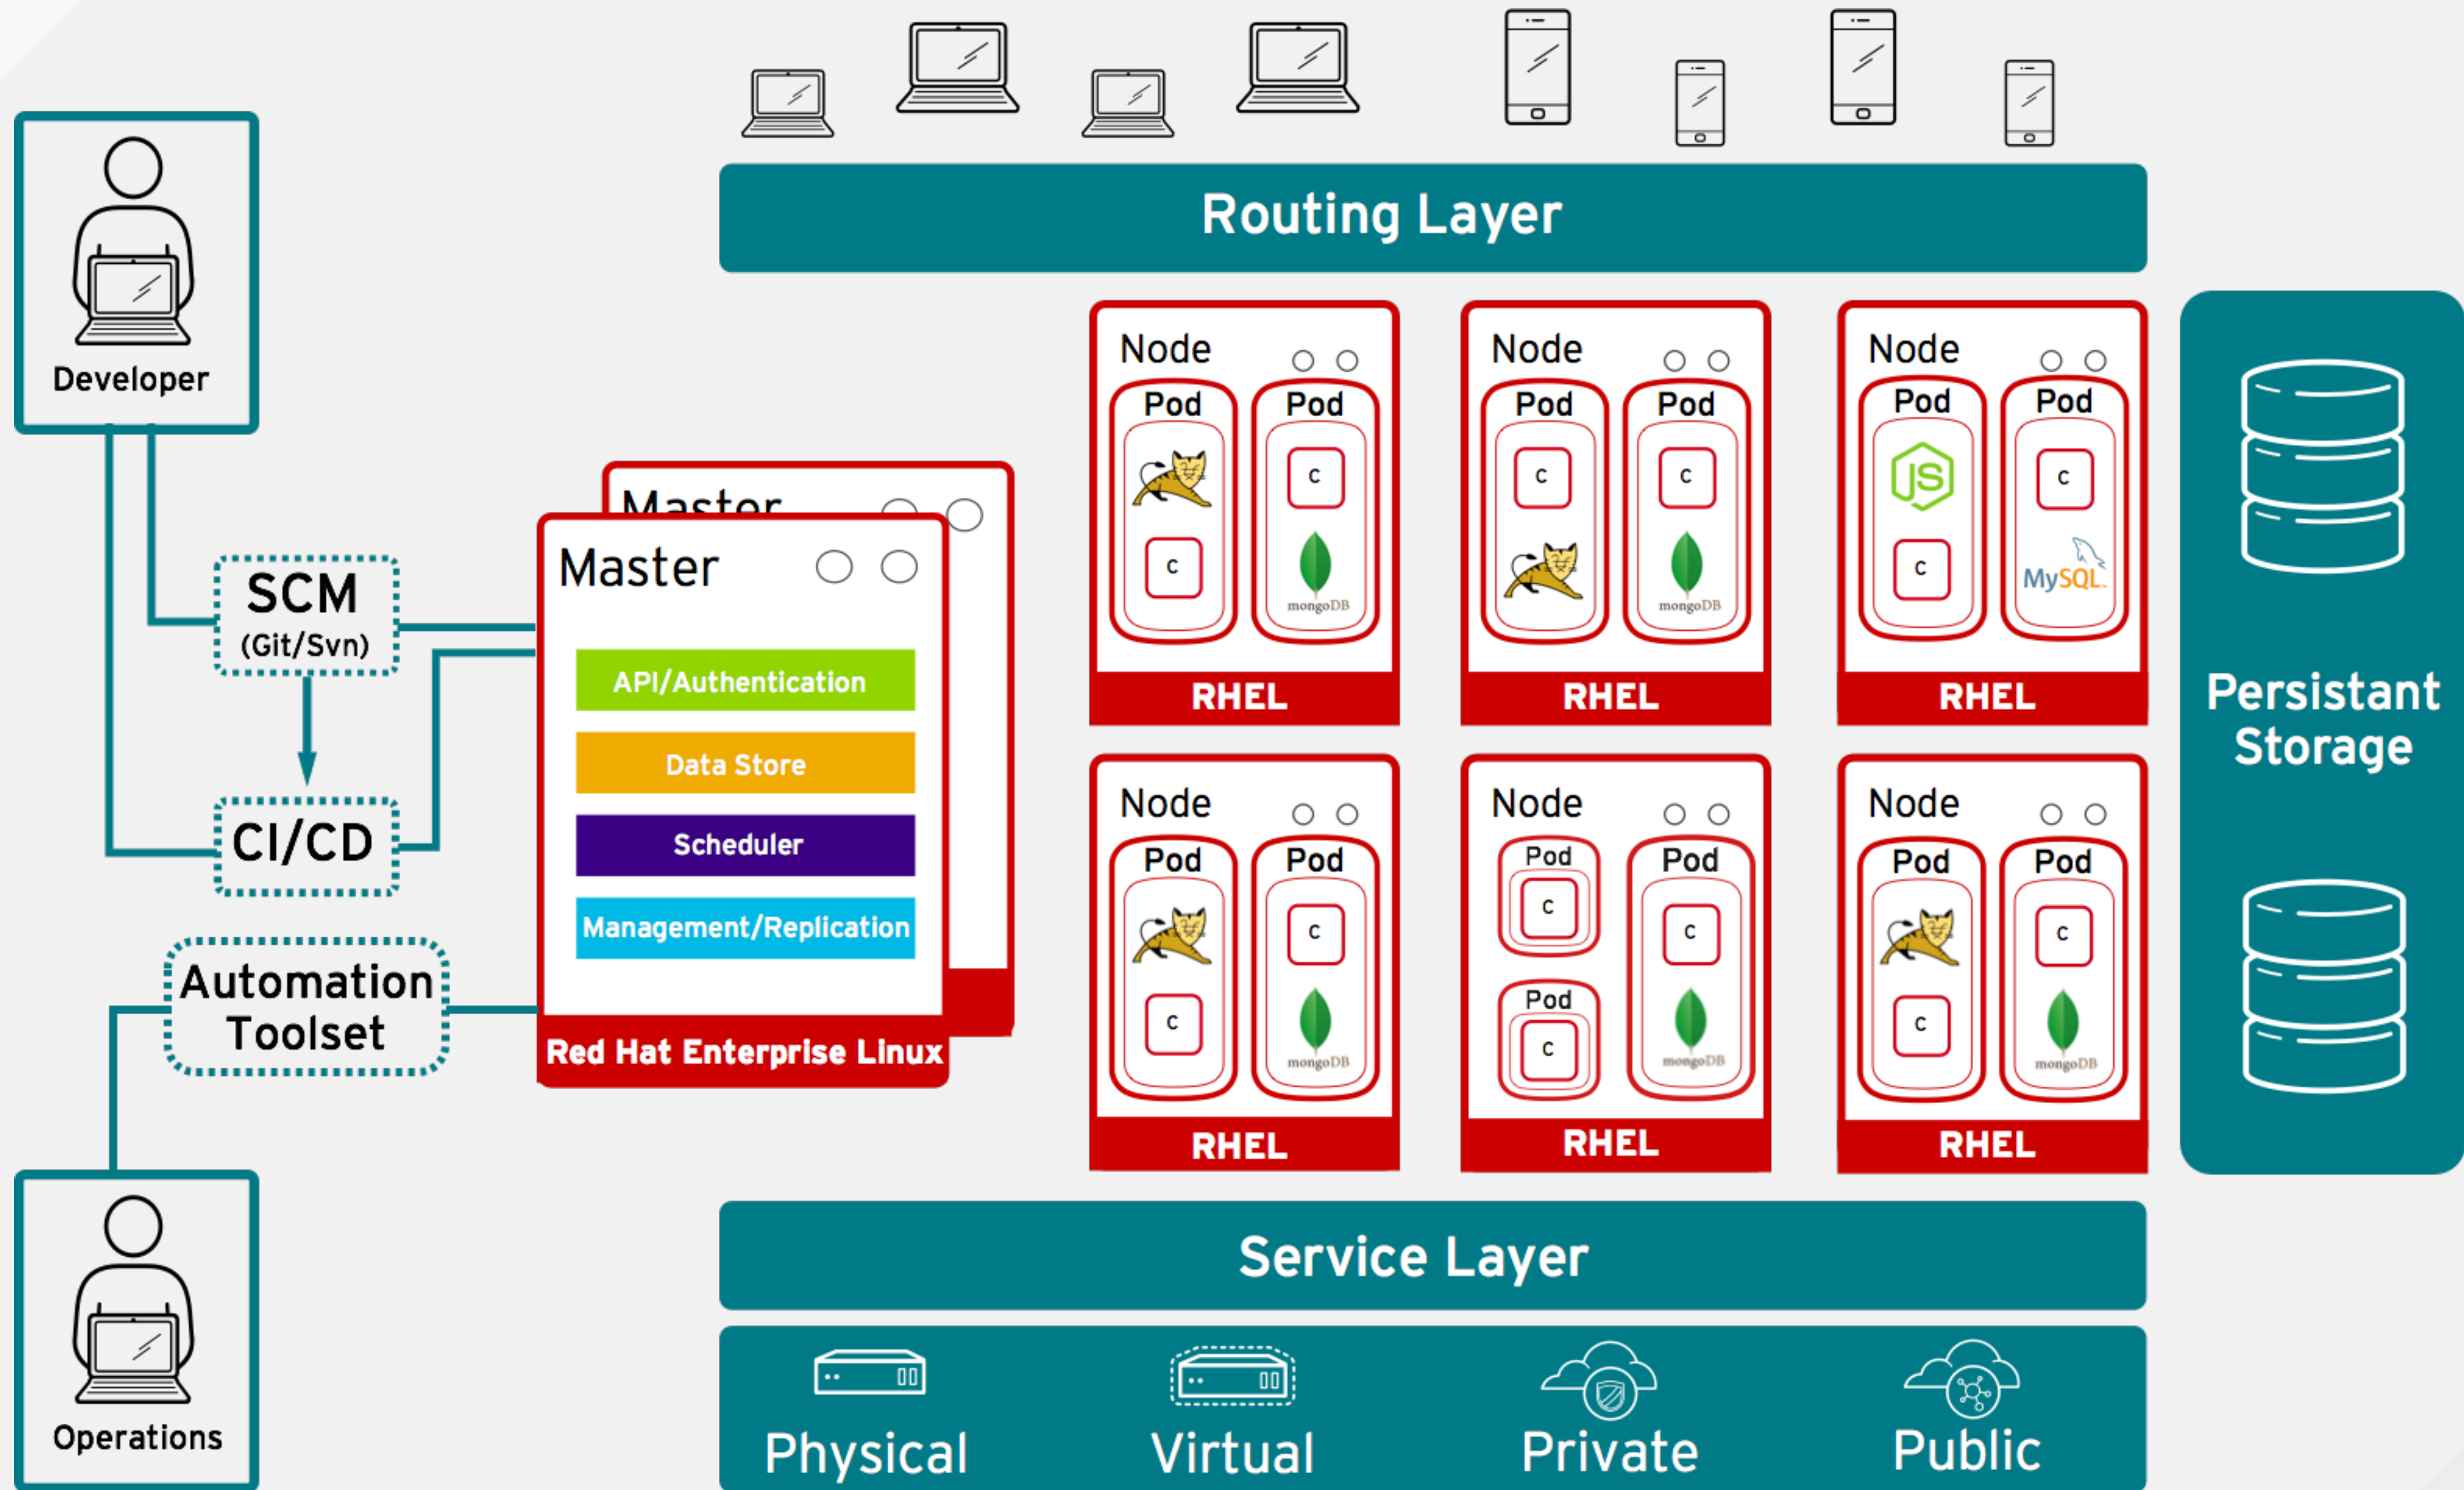 Routing Layer
Developer
SCM
(Git/Svn)
CI/CD
Automation
Toolset
Operations
Master
Master
API/Authentication
Data Store
Scheduler
Management/Replication
Red Hat Enterprise Linux
Node
Pod
Pod
c
c
mongoDB
RHEL
Node
Pod
Pod
c
c
mongoDB
RHEL
Node
Pod
Pod
JS
c
c
MySQL
RHEL
Node
Pod
Pod
c
c
mongoDB
RHEL
Node
Pod
c
Pod
c
Pod
c
mongoDB
RHEL
Node
Pod
Pod
c
c
mongoDB
RHEL
Persistant
Storage
Service Layer
Physical
Virtual
Private
Public